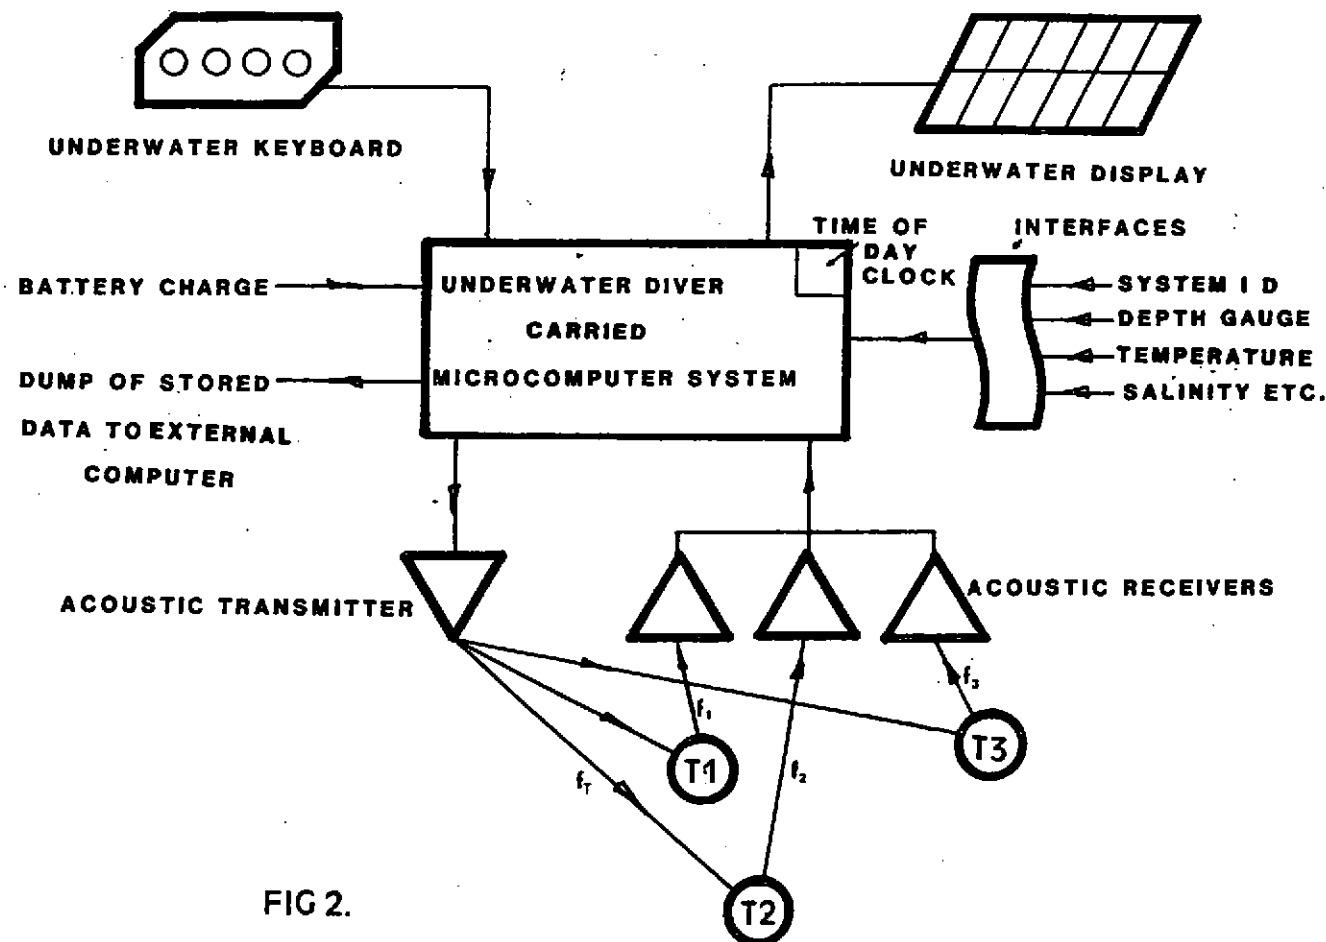 UNDERWATER KEYBOARD
UNDERWATER DISPLAY
TIME OF
DAY
CLOCK
INTERFACES
BATTERY CHARGE
UNDERWATER DIVER
CARRIED
MICROCOMPUTER SYSTEM
SYSTEM I D
DEPTH GAUGE
TEMPERATURE
SALINITY ETC.
DUMP OF STORED
DATA TO EXTERNAL
COMPUTER
ACOUSTIC TRANSMITTER
ACOUSTIC RECEIVERS
f₁
f₂
f₃
fT
T1
T2
T3
FIG 2.